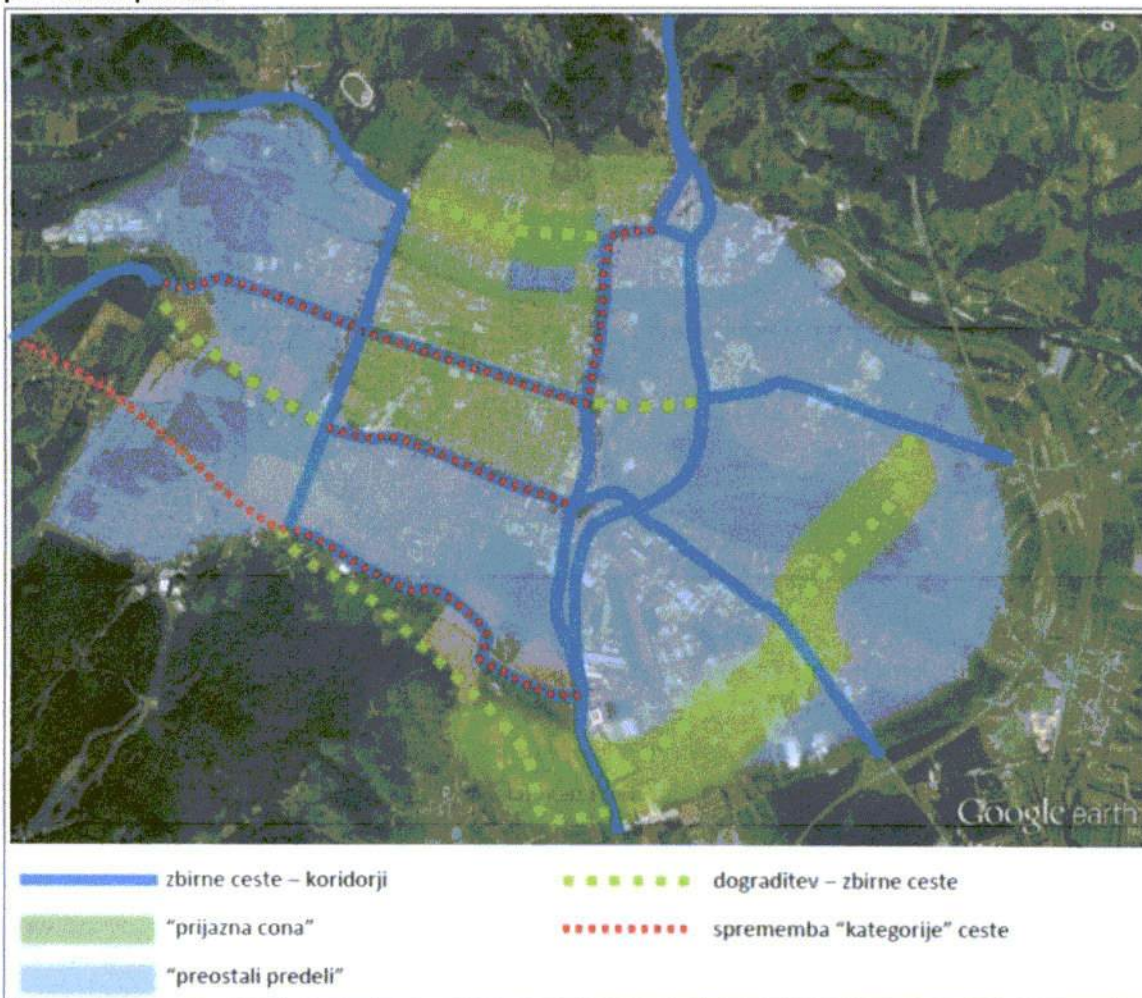 Google earth
zbirne ceste – koridorji
dograditev – zbirne ceste
"prijazna cona"
sprememba "kategorije" ceste
"preostali predeli"